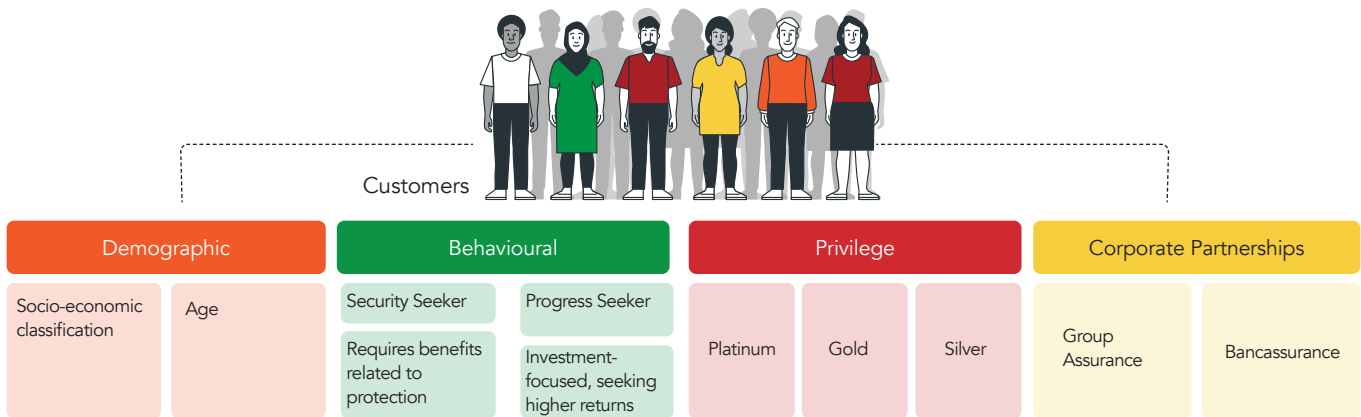 Customers
Demographic
Behavioural
Privilege
Corporate Partnerships
Socio-economic
classification
Age
Security Seeker
Requires benefits
related to
protection
Progress Seeker
Investment-
focused, seeking
higher returns
Platinum
Gold
Silver
Group
Assurance
Bancassurance